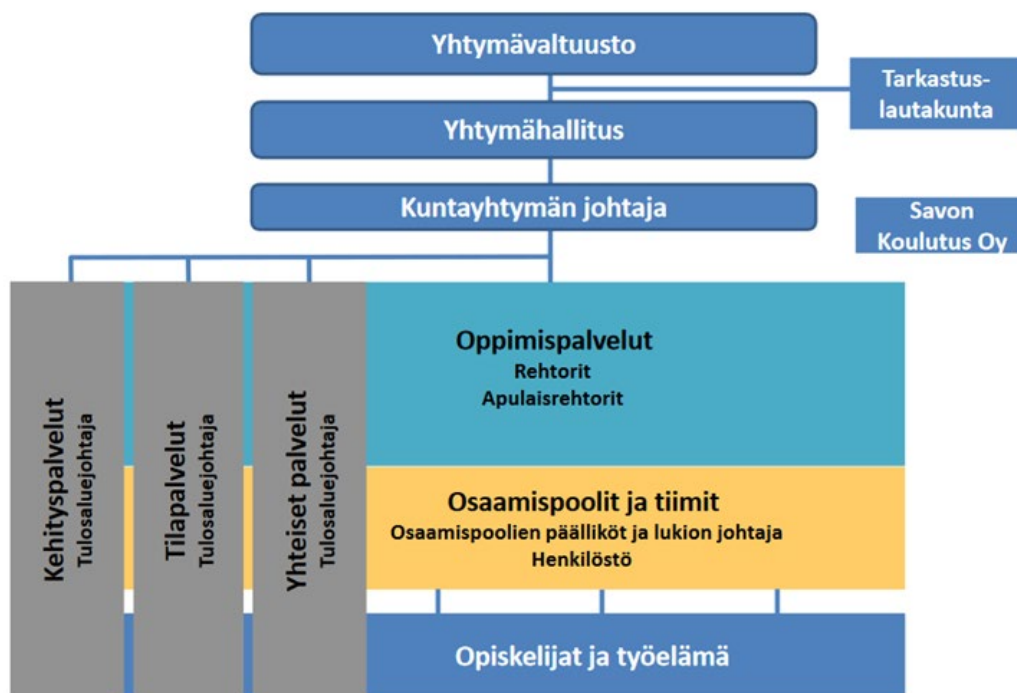 Yhtymävaltuusto
Tarkastus-
lautakunta
Yhtymähallitus
Kuntayhtymän johtaja
Savon
Koulutus Oy
Kehityspalvelut
Tulosaluejohtaja
Tilapalvelut
Tulosaluejohtaja
Yhteiset palvelut
Tulosaluejohtaja
Oppimispalvelut
Rehtorit
Apulaisrehtorit
Osaamispoolit ja tiimit
Osaamispoolien päälliköt ja lukion johtaja
Henkilöstö
Opiskelijat ja työelämä